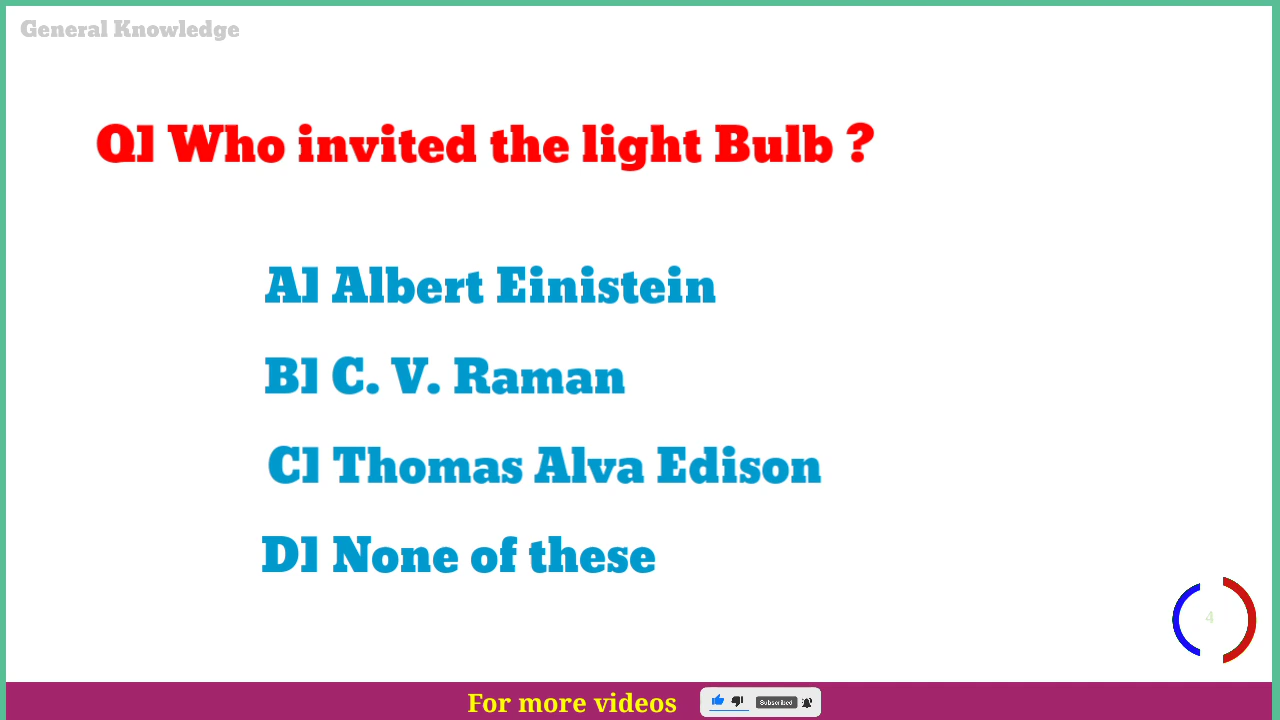 General Knowledge
Q] Who invited the light Bulb ?
A] Albert Einistein
B] C. V. Raman
C] Thomas Alva Edison
D] None of these
4
For more videos
Subscribed